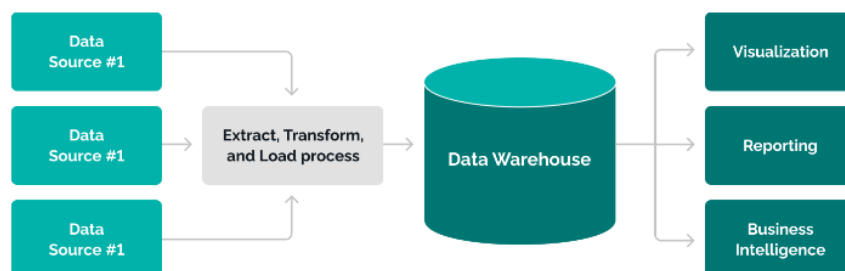 Data
Source #1
Data
Source #1
Data
Source #1
Extract, Transform,
and Load process
Data Warehouse
Visualization
Reporting
Business
Intelligence